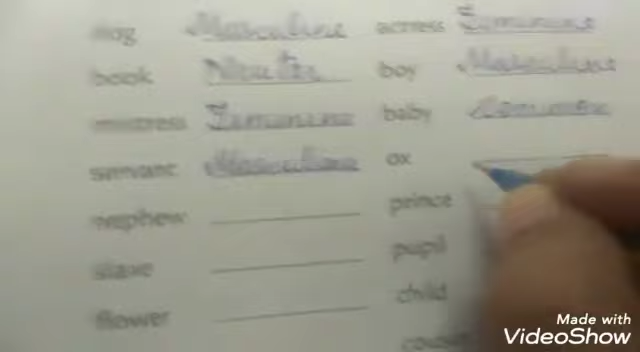 Masculine actress Feminine
book Neuter boy Masculine
mistress Feminine baby Common
servant Masculine ox
nephew prince
slave pupil
flower child
Made with
VideoShow